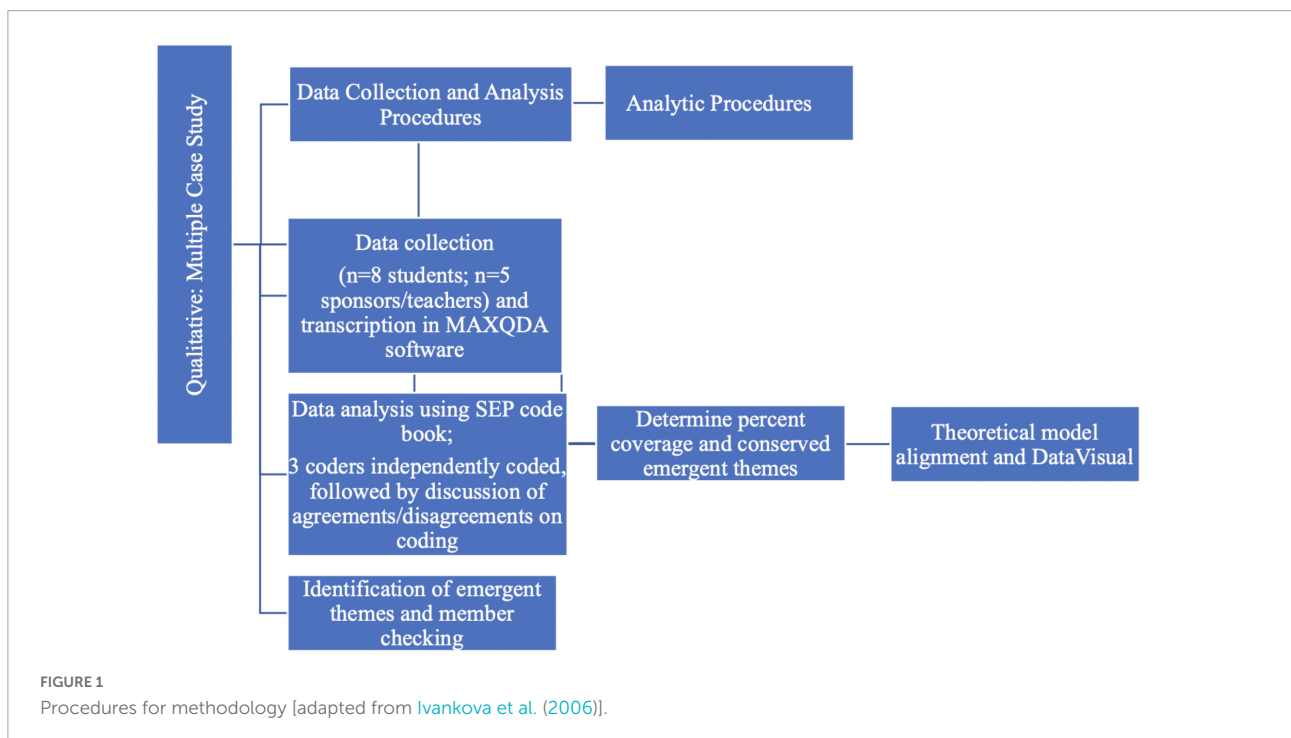 Qualitative: Multiple Case Study
Data Collection and Analysis
Procedures
Analytic Procedures
Data collection
(n=8 students; n=5
sponsors/teachers) and
transcription in MAXQDA
software
Data analysis using SEP code
book;
3 coders independently coded,
followed by discussion of
agreements/disagreements on
coding
Determine percent
coverage and conserved
emergent themes
Theoretical model
alignment and DataVisual
Identification of emergent
themes and member
checking
FIGURE 1
Procedures for methodology [adapted from Ivankova et al. (2006)].